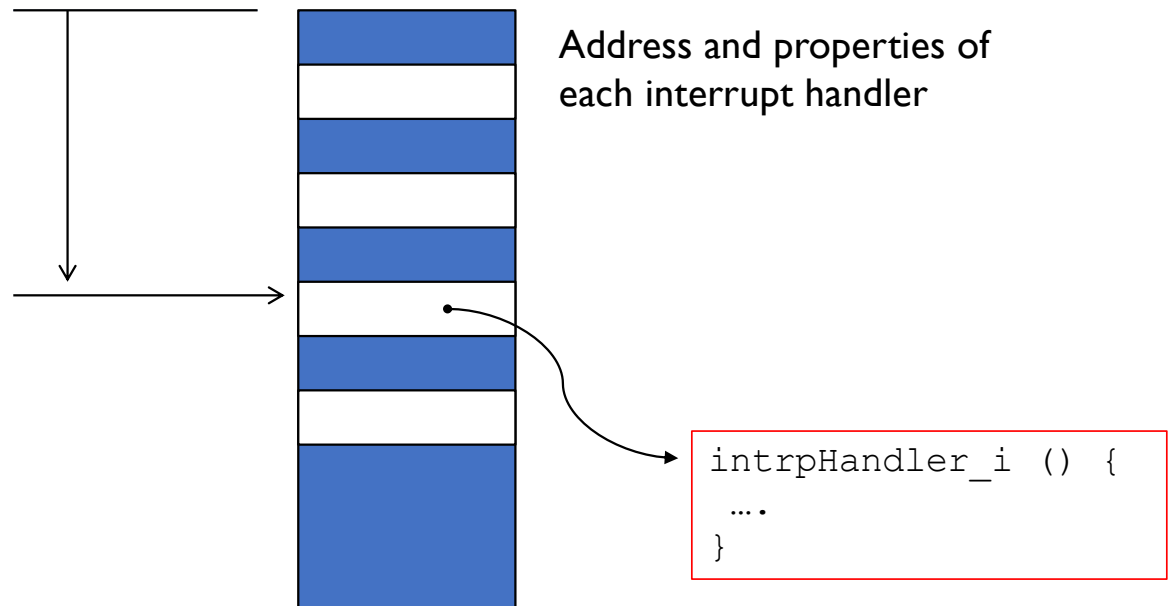 Address and properties of
each interrupt handler
intrpHandler_i () {
….
}